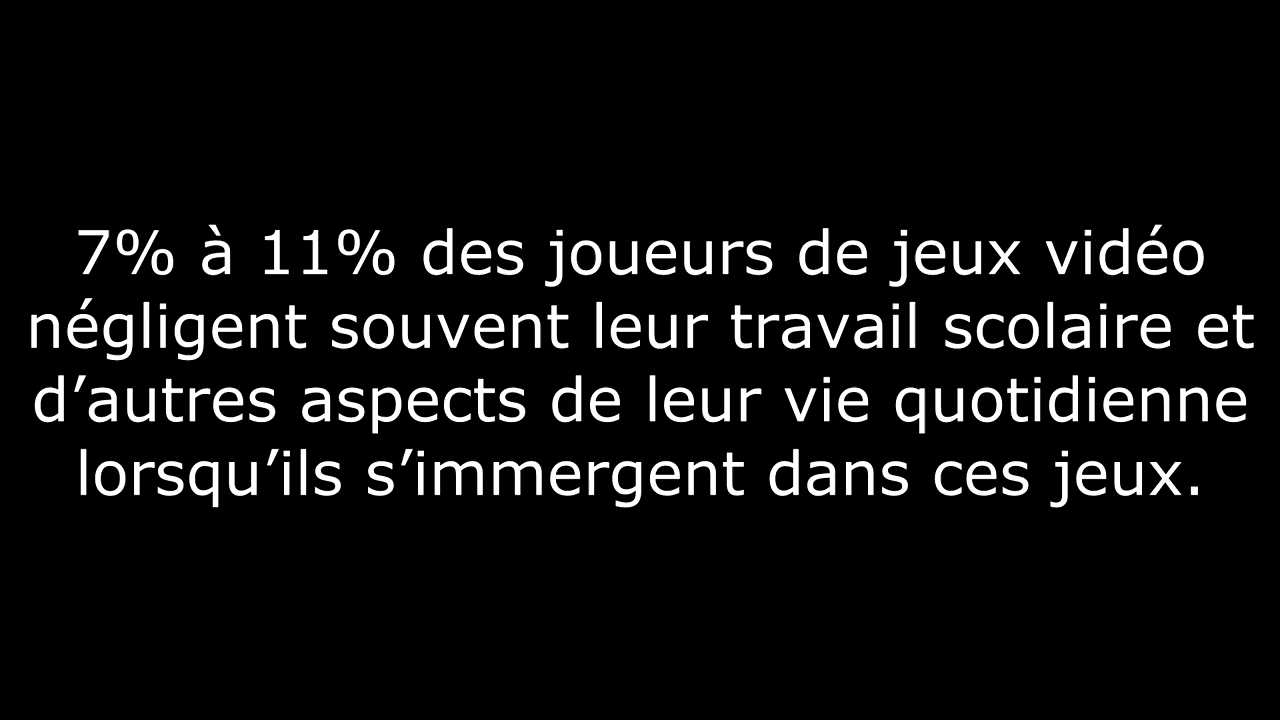 7% à 11% des joueurs de jeux vidéo
négligent souvent leur travail scolaire et
d’autres aspects de leur vie quotidienne
lorsqu’ils s’immergent dans ces jeux.